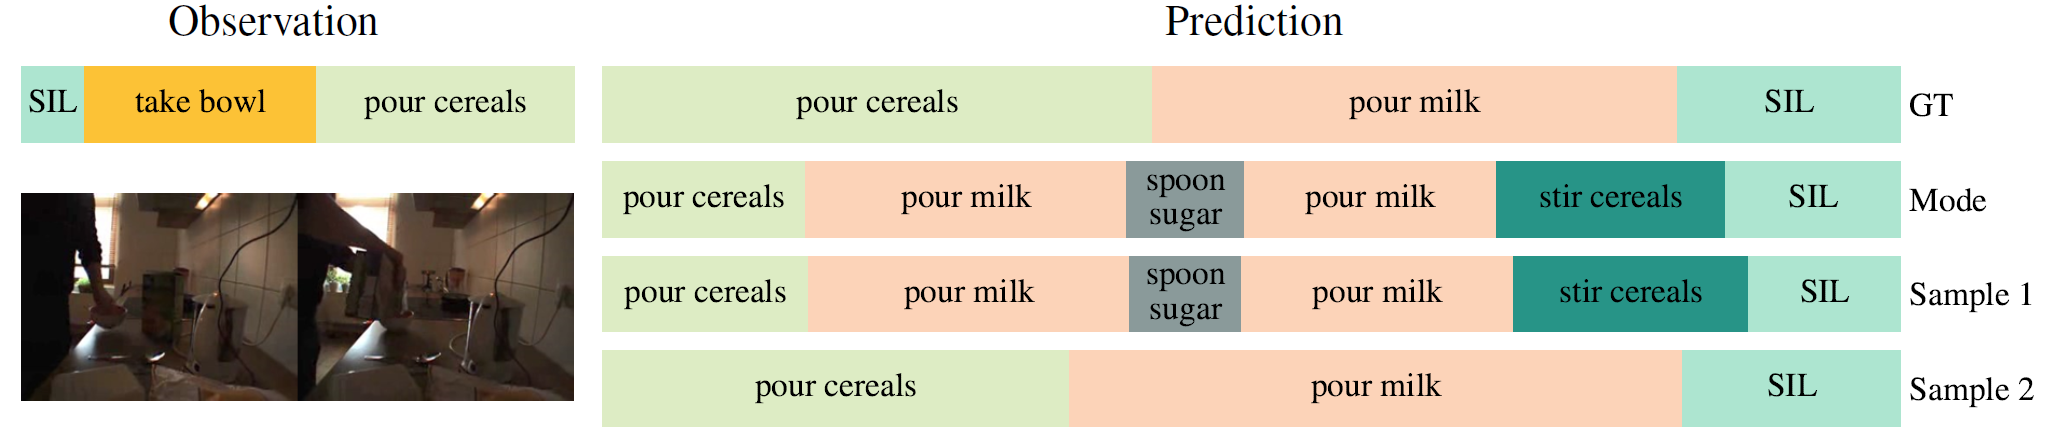 Observation
Prediction
SIL take bowl pour cereals
pour cereals pour milk SIL GT
pour cereals pour milk spoon sugar pour milk stir cereals SIL Mode
pour cereals pour milk spoon sugar pour milk stir cereals SIL Sample 1
pour cereals pour milk SIL Sample 2